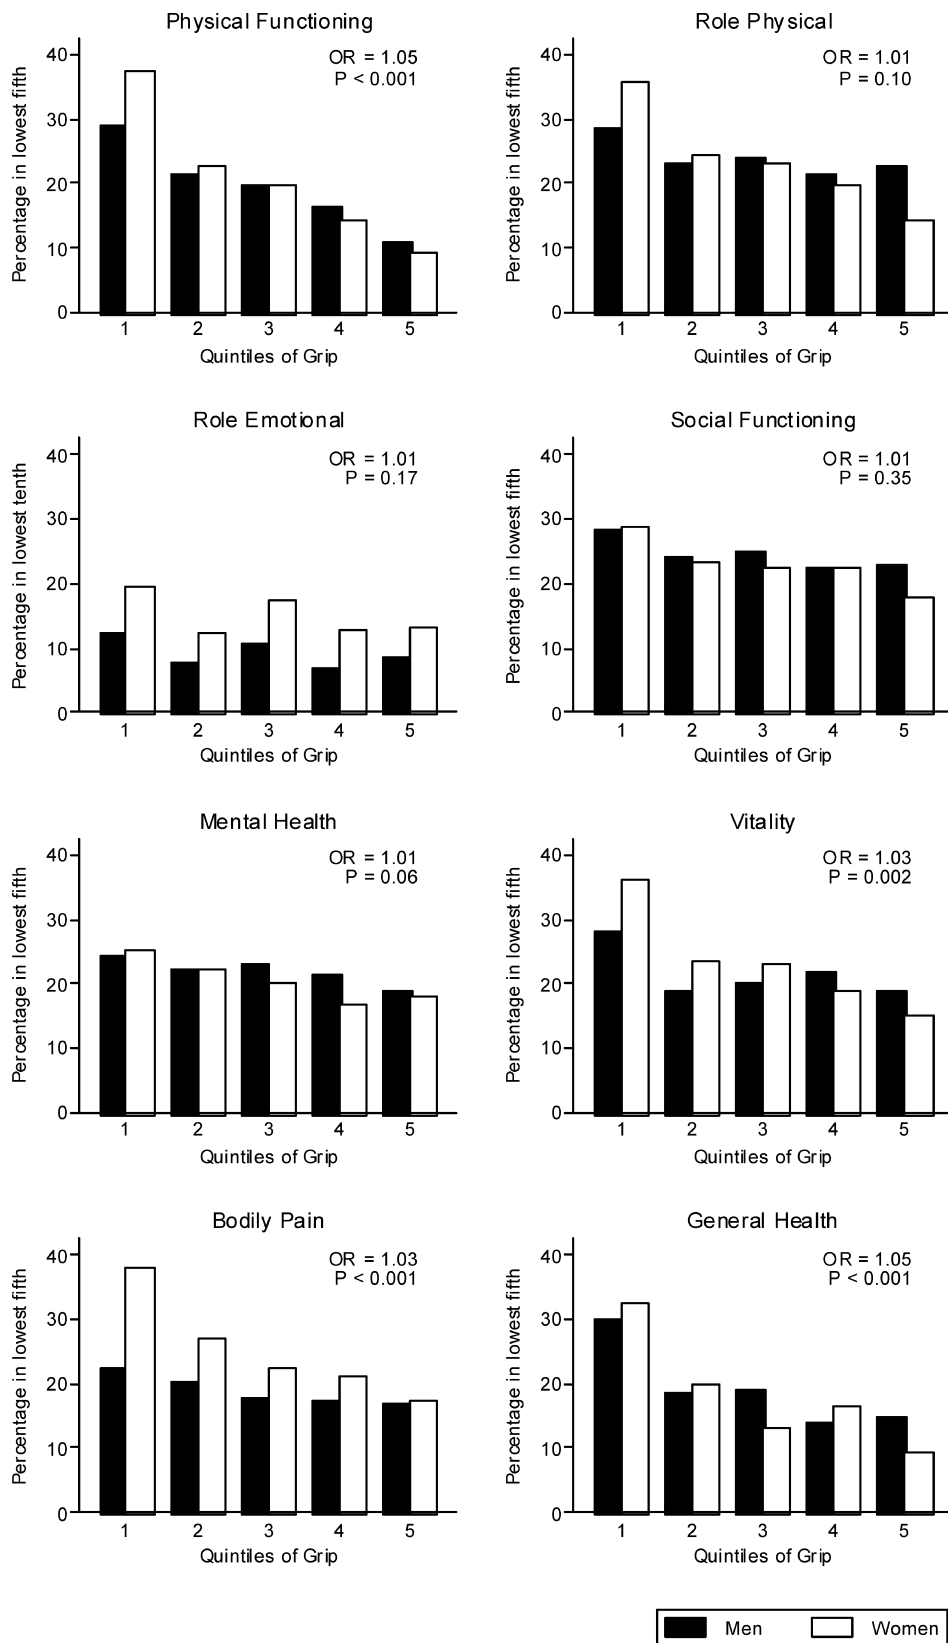 Physical Functioning
OR = 1.05
P < 0.001
Percentage in lowest fifth
40
30
20
10
0
1 2 3 4 5
Quintiles of Grip
Role Physical
OR = 1.01
P = 0.10
Percentage in lowest fifth
40
30
20
10
0
1 2 3 4 5
Quintiles of Grip
Role Emotional
OR = 1.01
P = 0.17
Percentage in lowest tenth
40
30
20
10
0
1 2 3 4 5
Quintiles of Grip
Social Functioning
OR = 1.01
P = 0.35
Percentage in lowest fifth
40
30
20
10
0
1 2 3 4 5
Quintiles of Grip
Mental Health
OR = 1.01
P = 0.06
Percentage in lowest fifth
40
30
20
10
0
1 2 3 4 5
Quintiles of Grip
Vitality
OR = 1.03
P = 0.002
Percentage in lowest fifth
40
30
20
10
0
1 2 3 4 5
Quintiles of Grip
Bodily Pain
OR = 1.03
P < 0.001
Percentage in lowest fifth
40
30
20
10
0
1 2 3 4 5
Quintiles of Grip
General Health
OR = 1.05
P < 0.001
Percentage in lowest fifth
40
30
20
10
0
1 2 3 4 5
Quintiles of Grip
Men Women